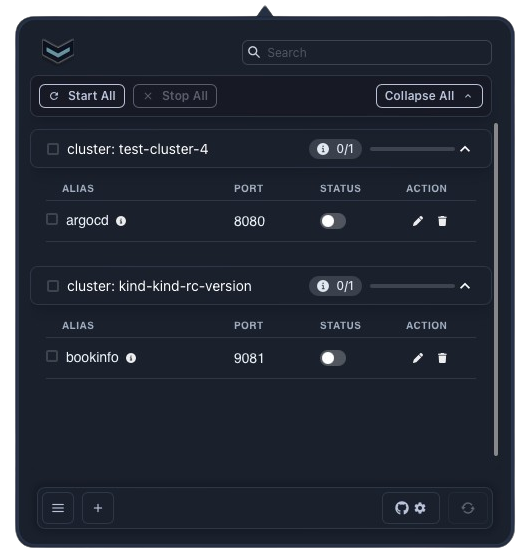 Search
Start All Stop All Collapse All
cluster: test-cluster-4 0/1
ALIAS PORT STATUS ACTION
argocd 8080
cluster: kind-kind-rc-version 0/1
ALIAS PORT STATUS ACTION
bookinfo 9081